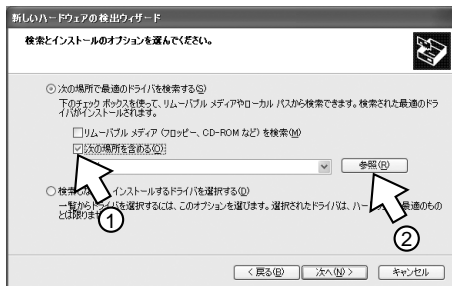 新しいハードウェアの検出ウィザード
検索とインストールのオプションを選んでください。
次の場所で最適のドライバを検索する(S)
下のチェック ボックスを使って、リムーバブル メディアやローカル パスから検索できます。検索された最適のドラ
イバがインストールされます。
リムーバブル メディア (フロッピー、CD-ROM など) を検索(M)
次の場所を含める(O):
参照(R)
検索し インストールするドライバを選択する(D)
一覧からドライバを選択するには、このオプションを選びます。選択されたドライバは、ハー 最適のもの
とは限りま
① ②
< 戻る(B) 次へ(N) > キャンセル